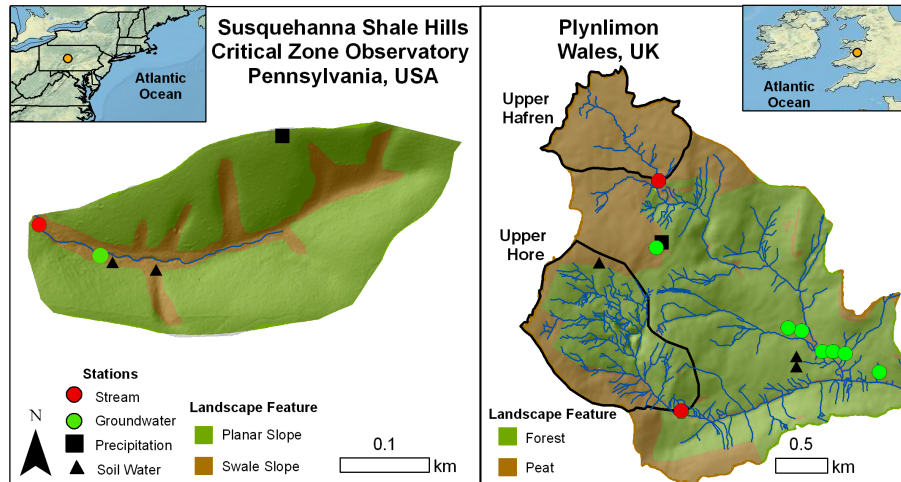 Susquehanna Shale Hills
Critical Zone Observatory
Pennsylvania, USA
Atlantic
Ocean
Stations
Stream
Groundwater
Precipitation
Soil Water
N
Landscape Feature
Planar Slope
Swale Slope
0.1
km
Plynlimon
Wales, UK
Atlantic
Ocean
Upper
Hafren
Upper
Hore
Landscape Feature
Forest
Peat
0.5
km